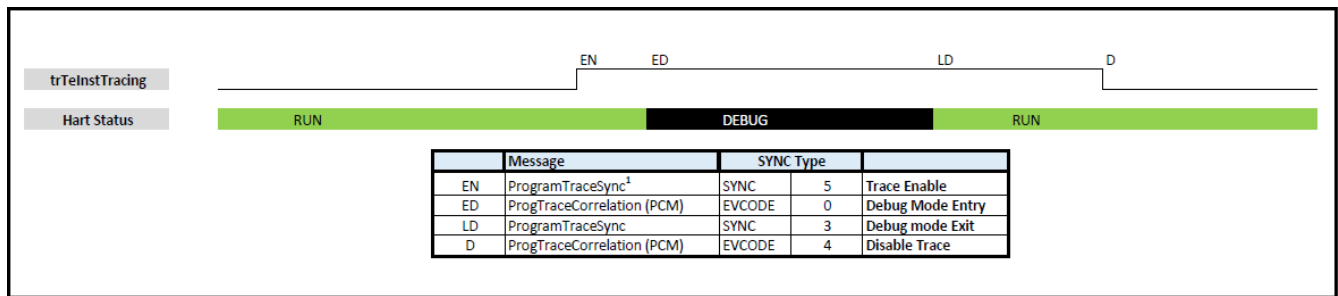 EN ED LD D
trTeInstTracing
Hart Status RUN DEBUG RUN
Message SYNC Type
EN ProgramTraceSync¹ SYNC 5 Trace Enable
ED ProgTraceCorrelation (PCM) EVCODE 0 Debug Mode Entry
LD ProgramTraceSync SYNC 3 Debug mode Exit
D ProgTraceCorrelation (PCM) EVCODE 4 Disable Trace